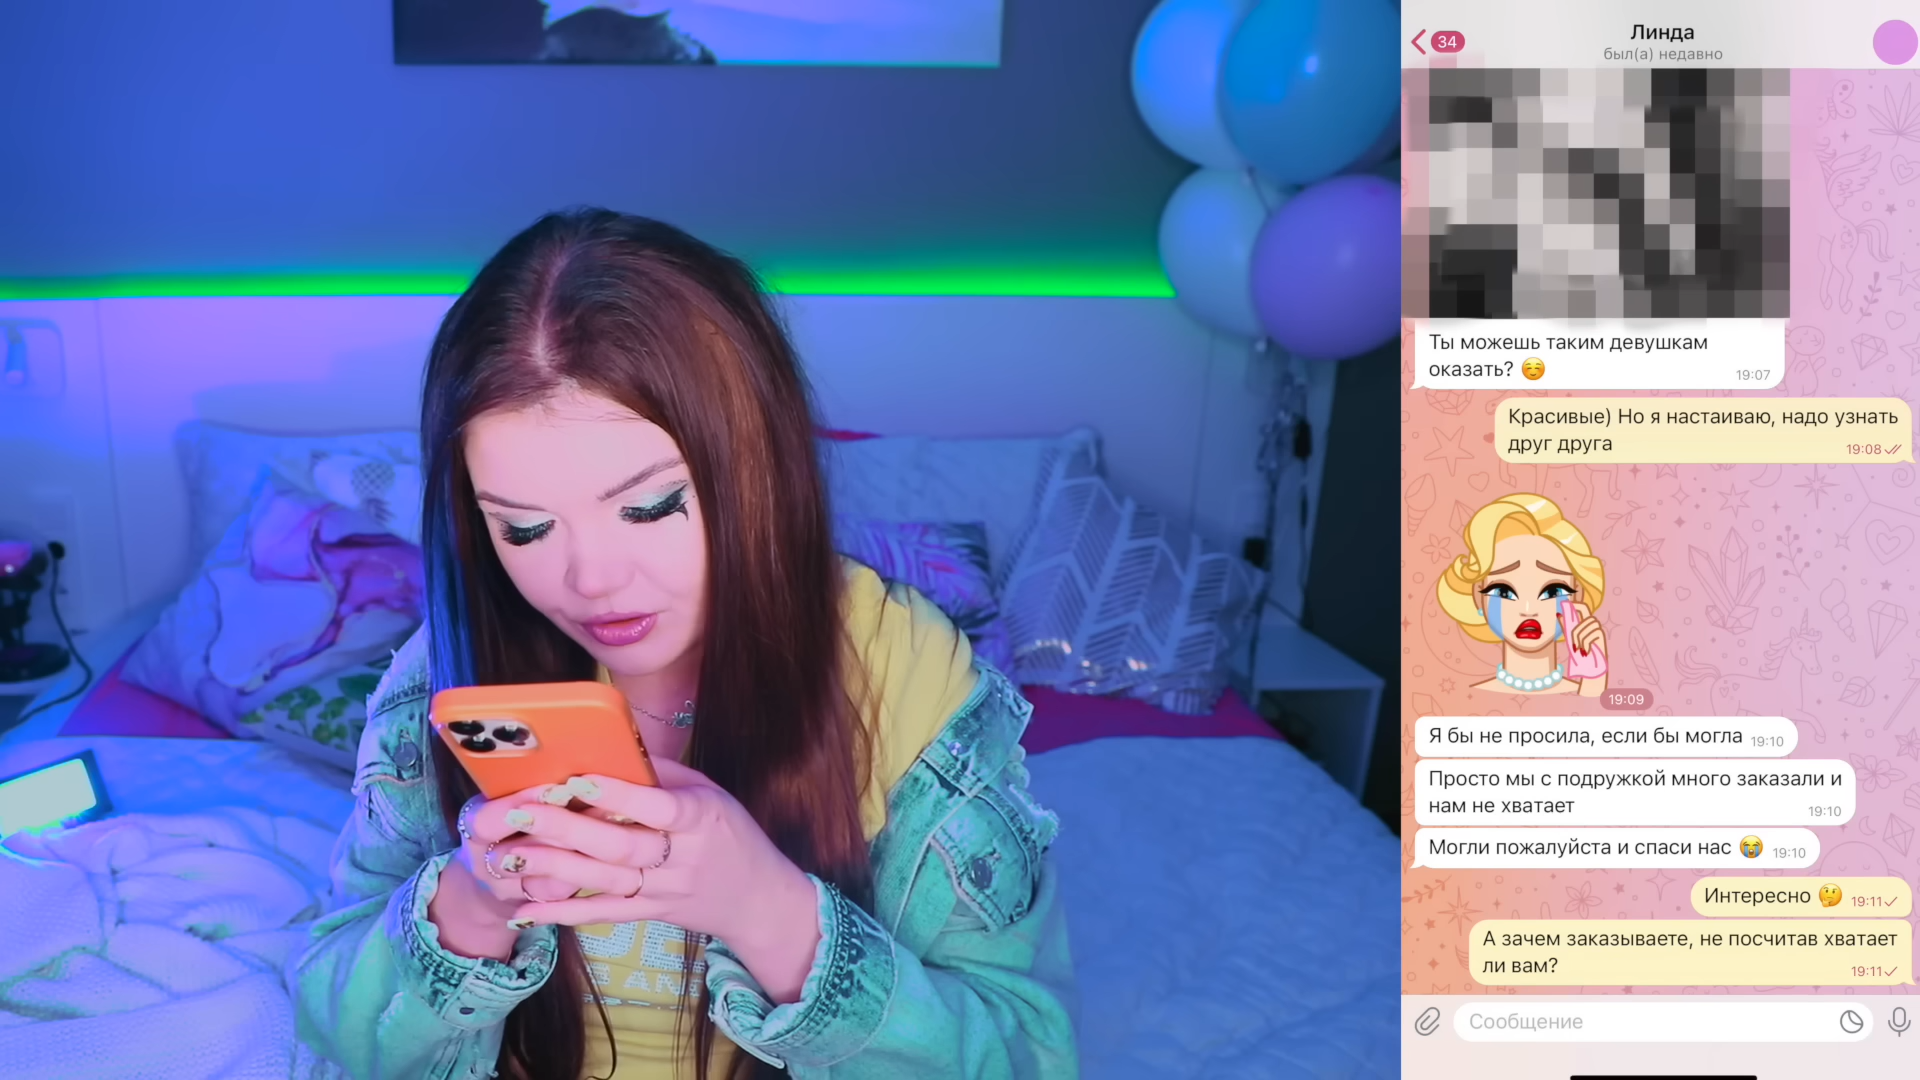 34
Линда
был(а) недавно
Ты можешь таким девушкам
оказать? ☺️
19:07
Красивые) Но я настаиваю, надо узнать
друг друга
19:08
19:09
Я бы не просила, если бы могла 19:10
Просто мы с подружкой много заказали и
нам не хватает
19:10
Могли пожалуйста и спаси нас 😭 19:10
Интересно 🤔 19:11
А зачем заказываете, не посчитав хватает
ли вам?
19:11
Сообщение